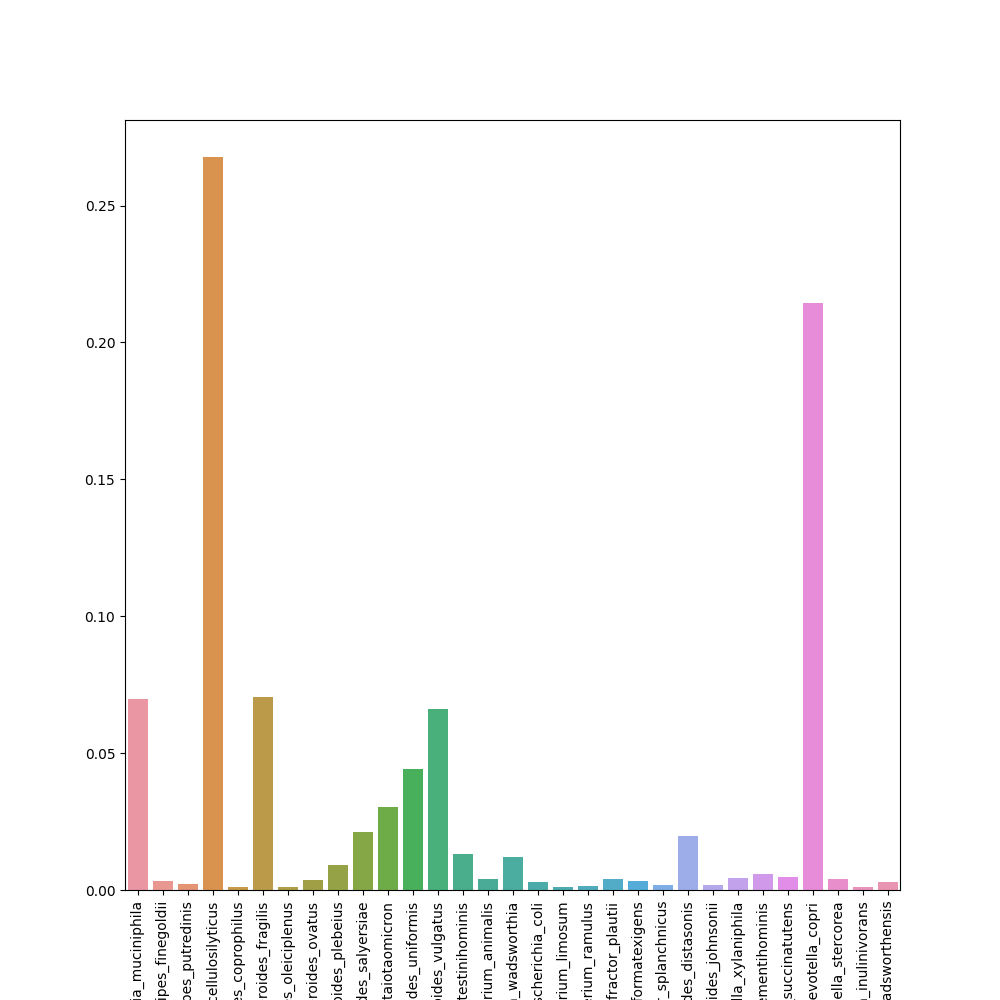 0.25
0.20
0.15
0.10
0.05
0.00
ia_muciniphila
ipes_finegoldii
pes_putredinis
cellulosilyticus
es_coprophilus
roides_fragilis
s_oleiciplenus
roides_ovatus
oides_plebeius
des_salyersiae
taiotaomicron
des_uniformis
oides_vulgatus
testinihominis
rium_animalis
_wadsworthia
scherichia_coli
rium_limosum
erium_ramulus
fractor_plautii
formatexigens
_splanchnicus
des_distasonis
ides_johnsonii
lla_xylaniphila
ementihominis
succinatutens
evotella_copri
ella_stercorea
_inulinivorans
adsworthensis